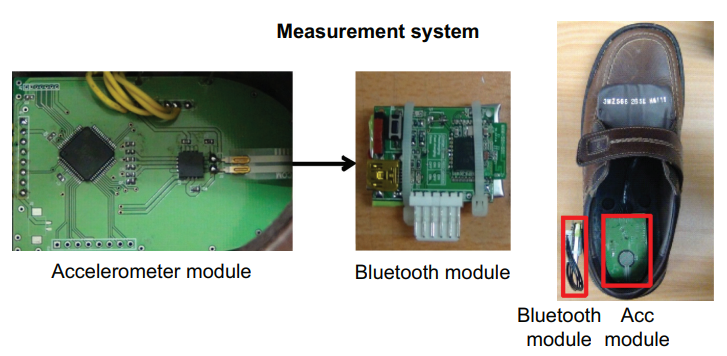 Measurement system
Accelerometer module
Bluetooth module
Bluetooth module
Acc module